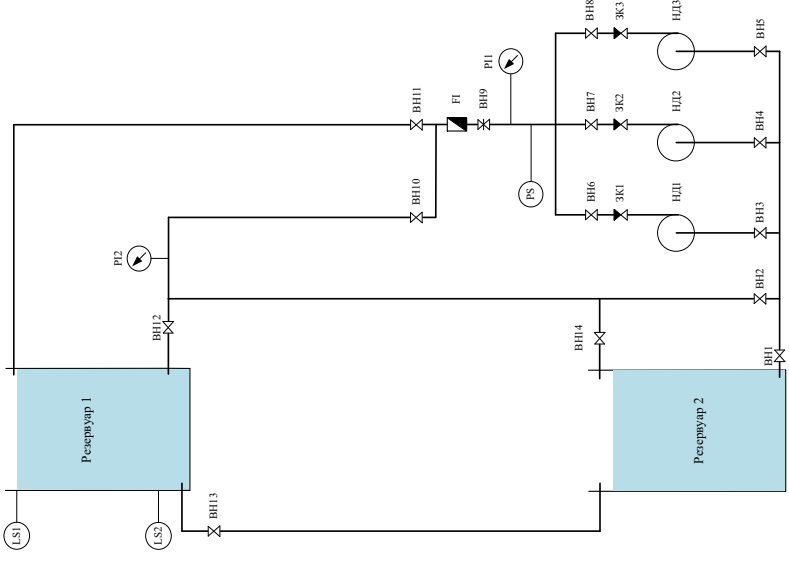 ВН8
ЗК3
НД3
ВН5
PI1
ВН11
FI
ВН9
ВН7
ЗК2
НД2
ВН4
ВН10
PS
ВН6
ЗК1
НД1
ВН3
PI2
ВН2
ВН12
ВН14
ВН1
Резервуар 1
Резервуар 2
LS1
LS2
ВН13